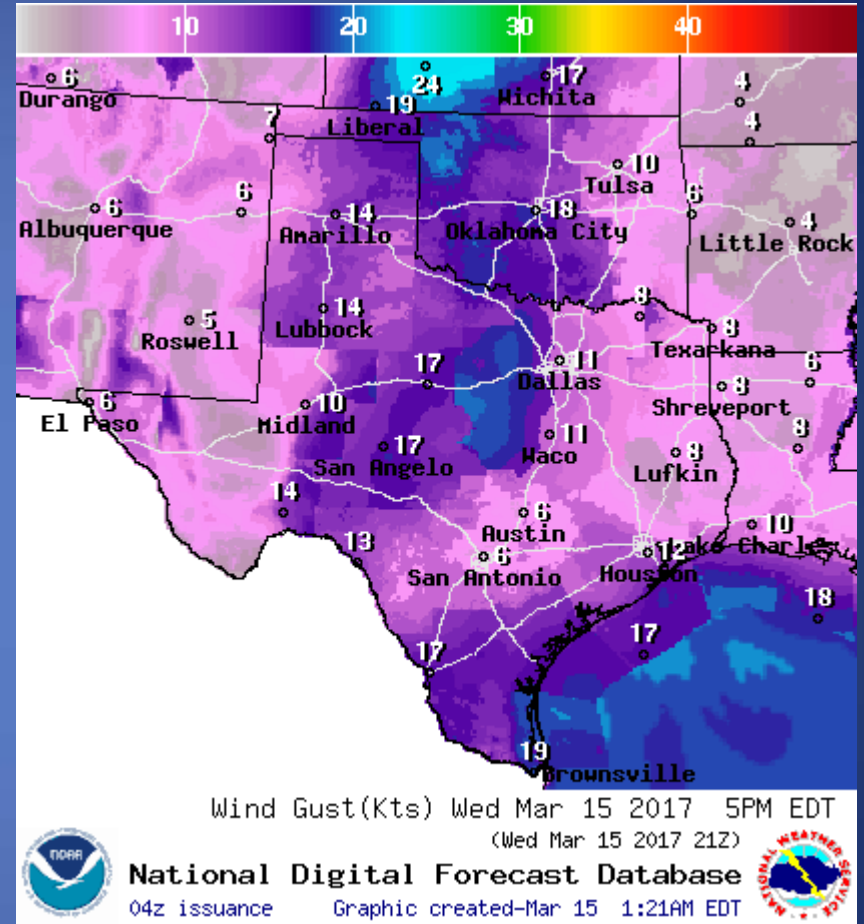 10 20 30 40
6 24 17 4
Durango Wichita
7 19
Liberal 4
10
Tulsa
6 6 14 18 6 4
Albuquerque Amarillo Oklahoma City Little Rock
5 14 8 8
Roswell Lubbock Texarkana
17 11 6
Dallas 8
6 10 Shreveport
El Paso Midland 11 8
17 Waco 8
San Angelo Lufkin
14 6 10
Austin
13 6 12 Lake Charles
San Antonio Houston
18
17 17
19
Brownsville
Wind Gust(Kts) Wed Mar 15 2017 5PM EDT
(Wed Mar 15 2017 21Z)
National Digital Forecast Database
04z issuance Graphic created-Mar 15 1:21AM EDT
NOAA
NATIONAL WEATHER SERVICE